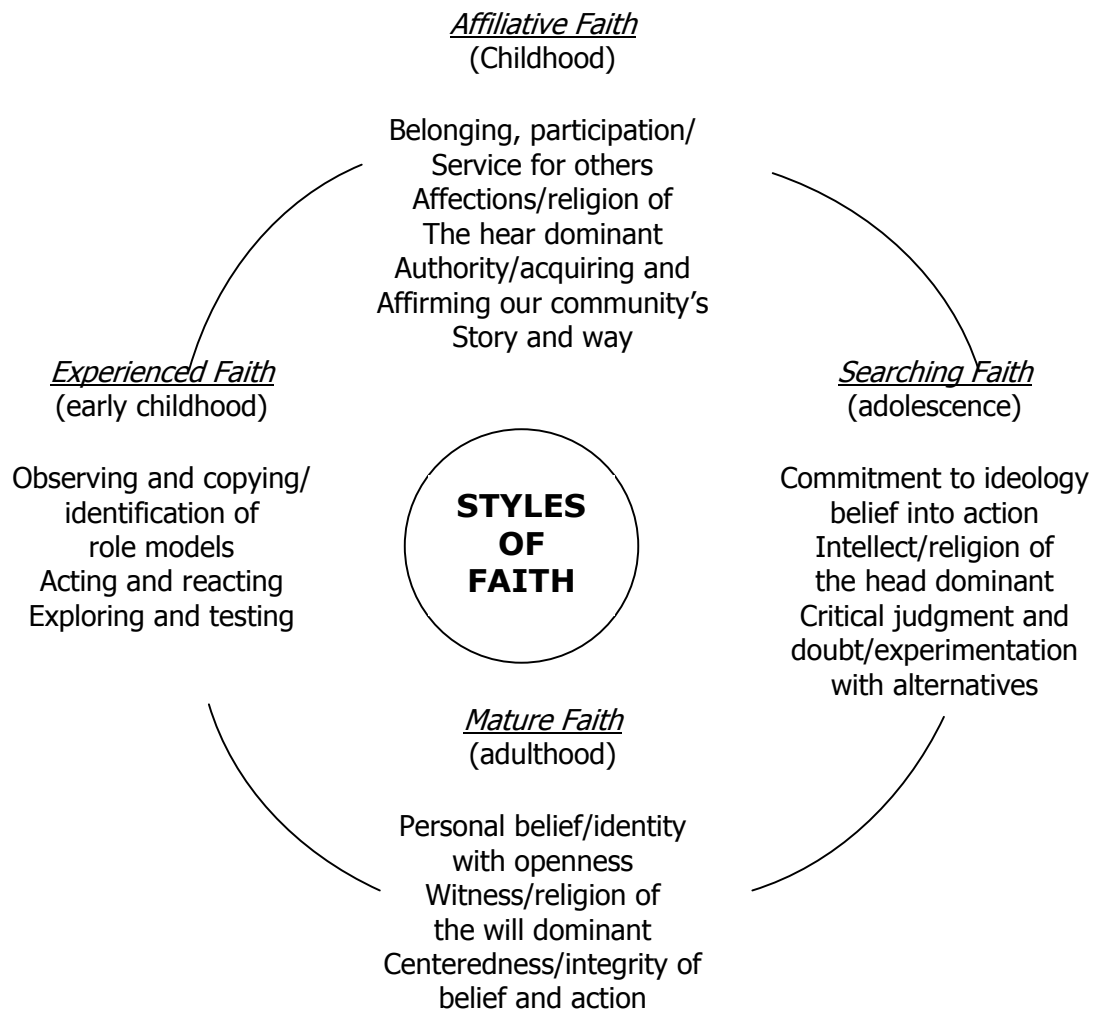 Affiliative Faith
(Childhood)
Belonging, participation/
Service for others
Affections/religion of
The hear dominant
Authority/acquiring and
Affirming our community’s
Story and way
Experienced Faith
(early childhood)
Observing and copying/
identification of
role models
Acting and reacting
Exploring and testing
STYLES
OF
FAITH
Searching Faith
(adolescence)
Commitment to ideology
belief into action
Intellect/religion of
the head dominant
Critical judgment and
doubt/experimentation
with alternatives
Mature Faith
(adulthood)
Personal belief/identity
with openness
Witness/religion of
the will dominant
Centeredness/integrity of
belief and action